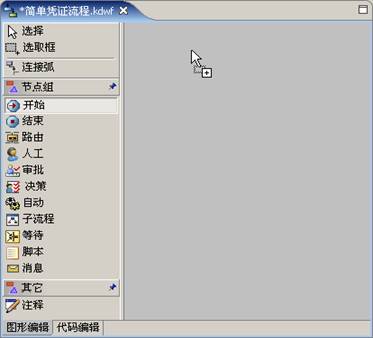 *简单凭证流程.kdwf
选择
选取框
连接弧
节点组
开始
结束
路由
人工
审批
决策
自动
子流程
等待
脚本
消息
其它
注释
图形编辑 代码编辑